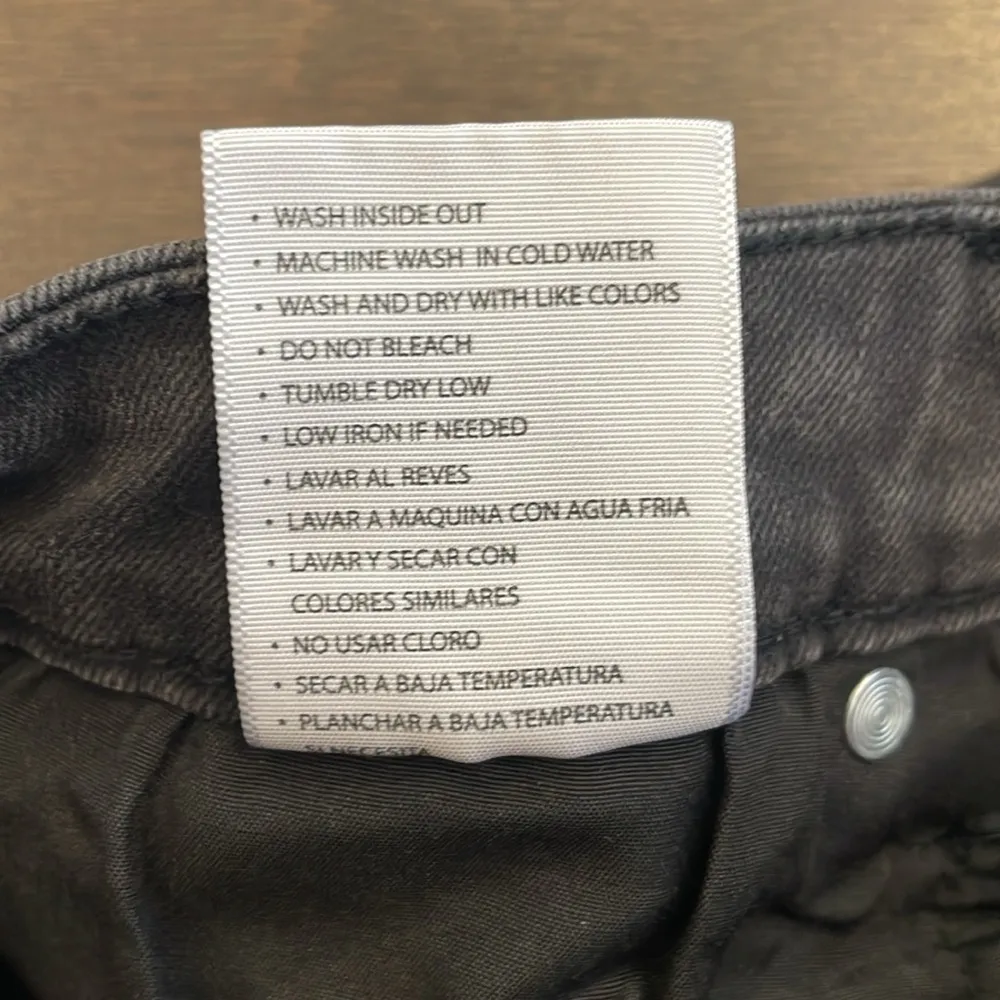 • WASH INSIDE OUT
• MACHINE WASH IN COLD WATER
• WASH AND DRY WITH LIKE COLORS
• DO NOT BLEACH
• TUMBLE DRY LOW
• LOW IRON IF NEEDED
• LAVAR AL REVES
• LAVAR A MAQUINA CON AGUA FRIA
• LAVAR Y SECAR CON
COLORES SIMILARES
• NO USAR CLORO
• SECAR A BAJA TEMPERATURA
• PLANCHAR A BAJA TEMPERATURA
SI NECESITA